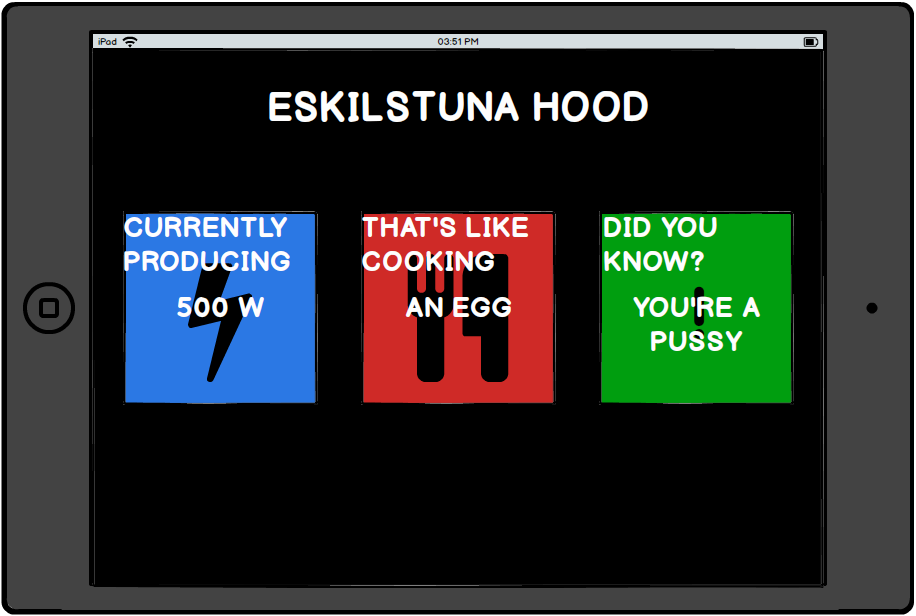 iPad 03:51 PM
ESKILSTUNA HOOD
CURRENTLY
PRODUCING
500 W
THAT'S LIKE
COOKING
AN EGG
DID YOU
KNOW?
YOU'RE A
PUSSY